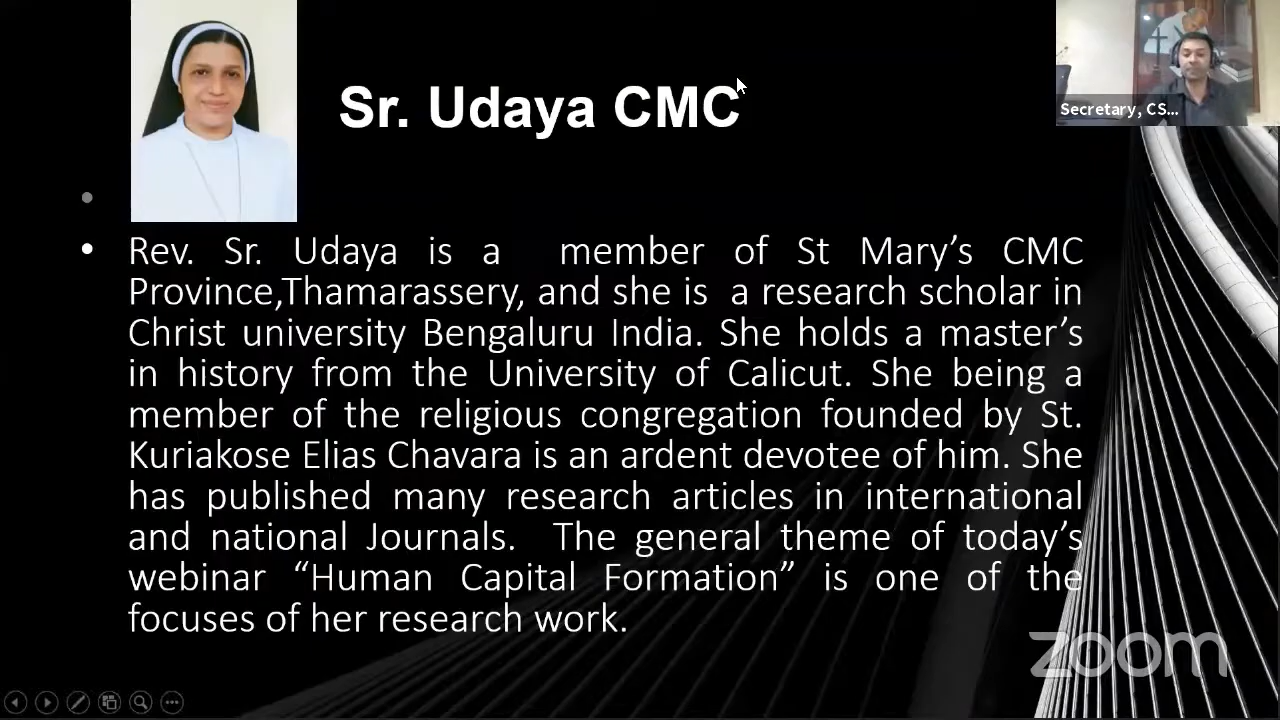 Sr. Udaya CMC
Secretary, CS...
Rev. Sr. Udaya is a member of St Mary’s CMC
Province,Thamarassery, and she is a research scholar in
Christ university Bengaluru India. She holds a master’s
in history from the University of Calicut. She being a
member of the religious congregation founded by St.
Kuriakose Elias Chavara is an ardent devotee of him. She
has published many research articles in international
and national Journals. The general theme of today’s
webinar “Human Capital Formation” is one of the
focuses of her research work.
zoom